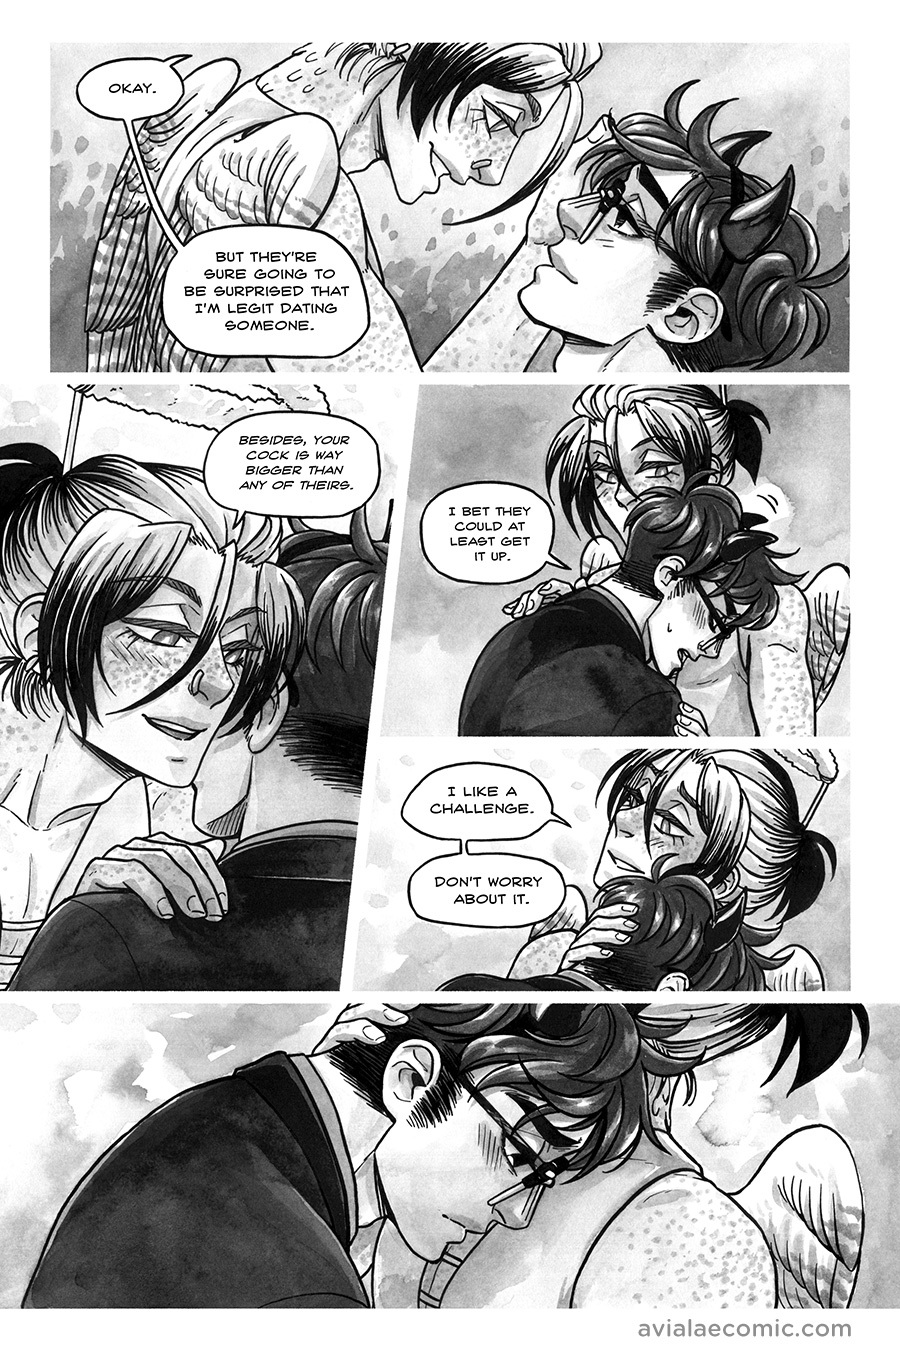 OKAY.
BUT THEY'RE
SURE GOING TO
BE SURPRISED THAT
I'M LEGIT DATING
SOMEONE.
BESIDES, YOUR
COCK IS WAY
BIGGER THAN
ANY OF THEIRS.
I BET THEY
COULD AT
LEAST GET
IT UP.
I LIKE A
CHALLENGE.
DON'T WORRY
ABOUT IT.
avialaecomic.com